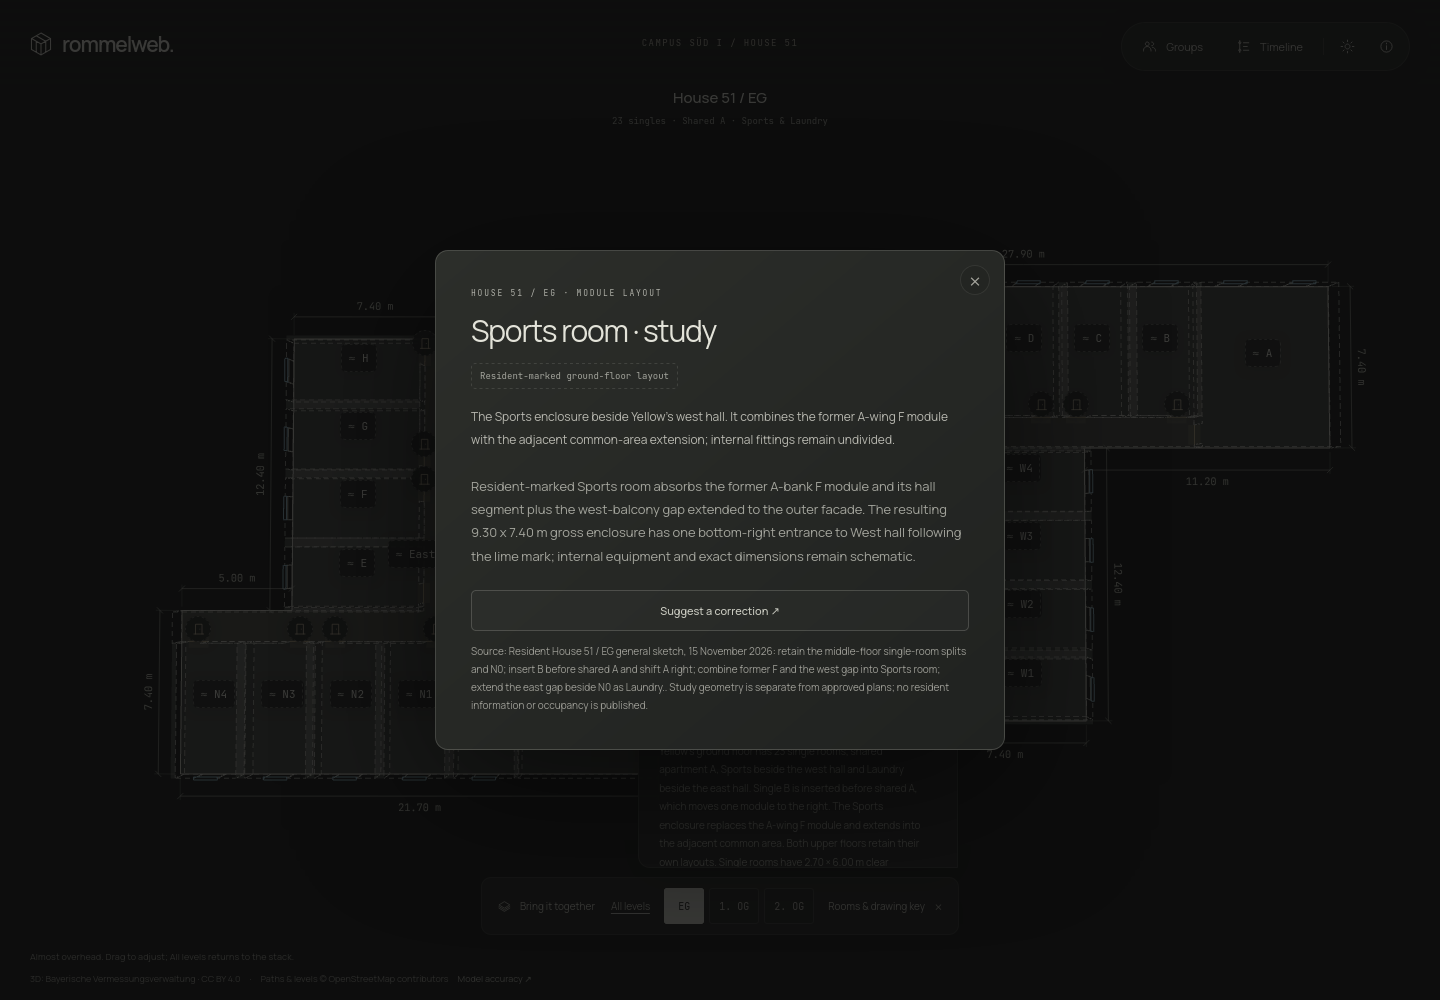 rommelweb.
CAMPUS SÜD I / HOUSE 51
Groups
Timeline
House 51 / EG
23 singles · Shared A · Sports & Laundry
27.90 m
7.40 m
≈ H
≈ G
≈ F
≈ E
≈ East
12.40 m
5.00 m
7.40 m
≈ N4
≈ N3
≈ N2
≈ N1
21.70 m
≈ D
≈ C
≈ B
≈ A
7.40 m
11.20 m
≈ W4
≈ W3
≈ W2
≈ W1
12.40 m
7.40 m
HOUSE 51 / EG · MODULE LAYOUT
Sports room · study
Resident-marked ground-floor layout
The Sports enclosure beside Yellow's west hall. It combines the former A-wing F module
with the adjacent common-area extension; internal fittings remain undivided.
Resident-marked Sports room absorbs the former A-bank F module and its hall
segment plus the west-balcony gap extended to the outer facade. The resulting
9.30 x 7.40 m gross enclosure has one bottom-right entrance to West hall following
the lime mark; internal equipment and exact dimensions remain schematic.
Suggest a correction ↗
Source: Resident House 51 / EG general sketch, 15 November 2026: retain the middle-floor single-room splits
and N0; insert B before shared A and shift A right; combine former F and the west gap into Sports room;
extend the east gap beside N0 as Laundry.. Study geometry is separate from approved plans; no resident
information or occupancy is published.
Yellow's ground floor has 23 single rooms, shared
apartment A, Sports beside the west hall and Laundry
beside the east hall. Single B is inserted before shared A,
which moves one module to the right; The Sports
enclosure replaces the A-wing F module and extends into
the adjacent common area. Both upper floors retain their
own layouts. Single rooms have 2.70 × 6.00 m clear
Bring it together
All levels
EG
1. OG
2. OG
Rooms & drawing key
×
Almost overhead. Drag to adjust. All levels returns to the stack.
3D: Bayerische Vermessungsverwaltung · CC BY 4.0
Paths & levels © OpenStreetMap contributors
Model accuracy ↗